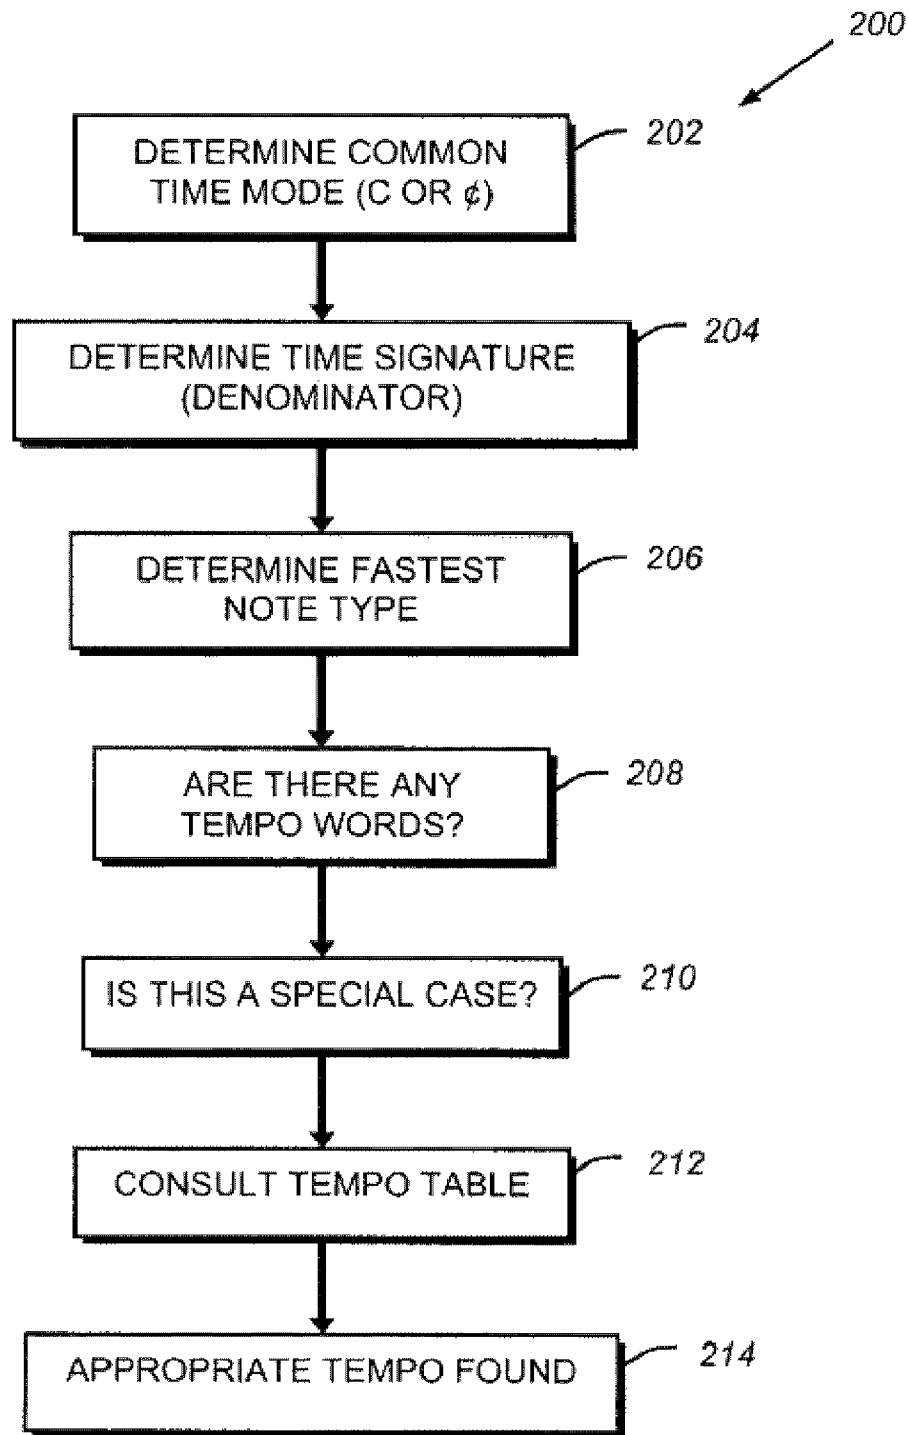 200
DETERMINE COMMON
TIME MODE (C OR ¢)
202
DETERMINE TIME SIGNATURE
(DENOMINATOR)
204
DETERMINE FASTEST
NOTE TYPE
206
ARE THERE ANY
TEMPO WORDS?
208
IS THIS A SPECIAL CASE?
210
CONSULT TEMPO TABLE
212
APPROPRIATE TEMPO FOUND
214